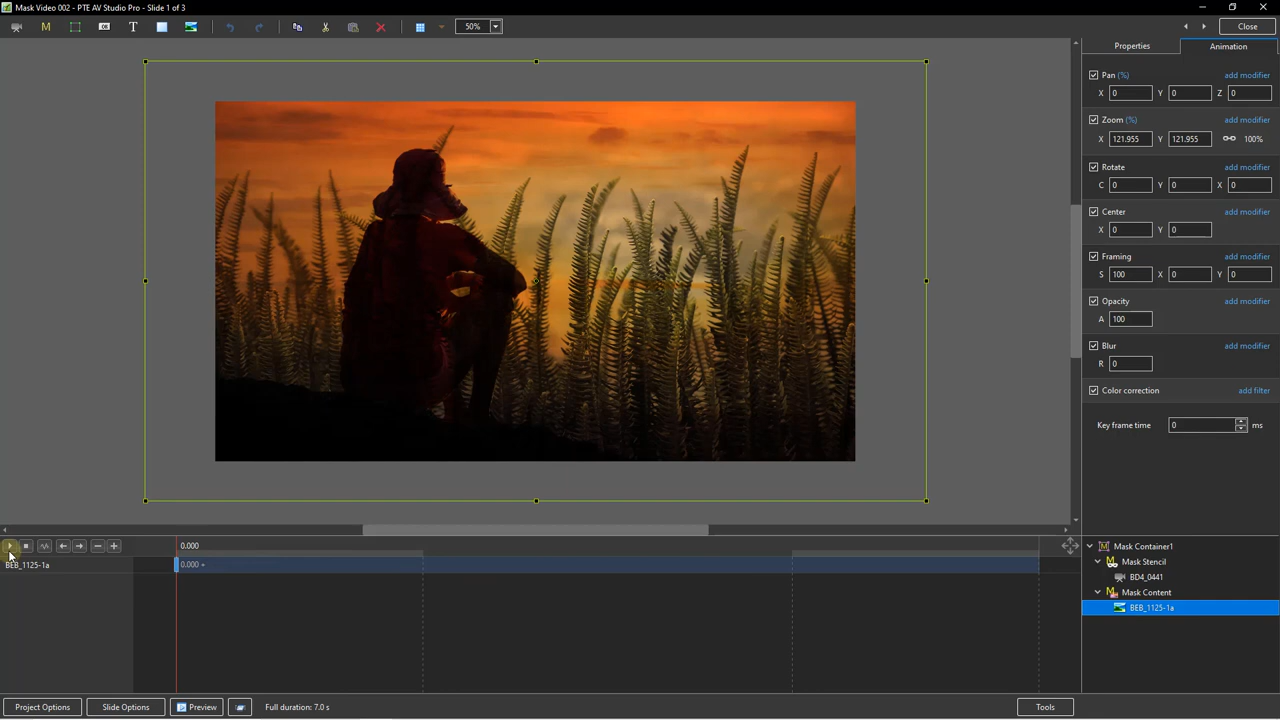 Mask Video 002 - PTE AV Studio Pro - Slide 1 of 3
M OK T 50% Close
Properties Animation
Pan (%) add modifier
X 0 Y 0 Z 0
Zoom (%) add modifier
X 121.955 Y 121.955 100%
Rotate add modifier
C 0 Y 0 X 0
Center add modifier
X 0 Y 0
Framing add modifier
S 100 X 0 Y 0
Opacity add modifier
A 100
Blur add modifier
R 0
Color correction add filter
Key frame time 0 ms
0.000
BEB_1125-1a 0.000 +
M Mask Container1
M Mask Stencil
BD4_0441
M Mask Content
BEB_1125-1a
Project Options Slide Options Preview Full duration: 7.0 s Tools